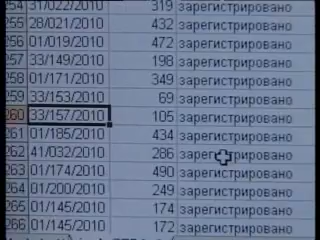 254 31/022/2010 319 зарегистрировано
255 28/021/2010 432 зарегистрировано
256 01/019/2010 472 зарегистрировано
257 33/149/2010 198 зарегистрировано
258 01/171/2010 349 зарегистрировано
259 33/153/2010 69 зарегистрировано
260 33/157/2010 105 зарегистрировано
261 01/185/2010 434 зарегистрировано
262 41/032/2010 286 зарегистрировано
263 01/174/2010 490 зарегистрировано
264 01/200/2010 249 зарегистрировано
265 01/145/2010 174 зарегистрировано
266 01/145/2010 172 зарегистрировано